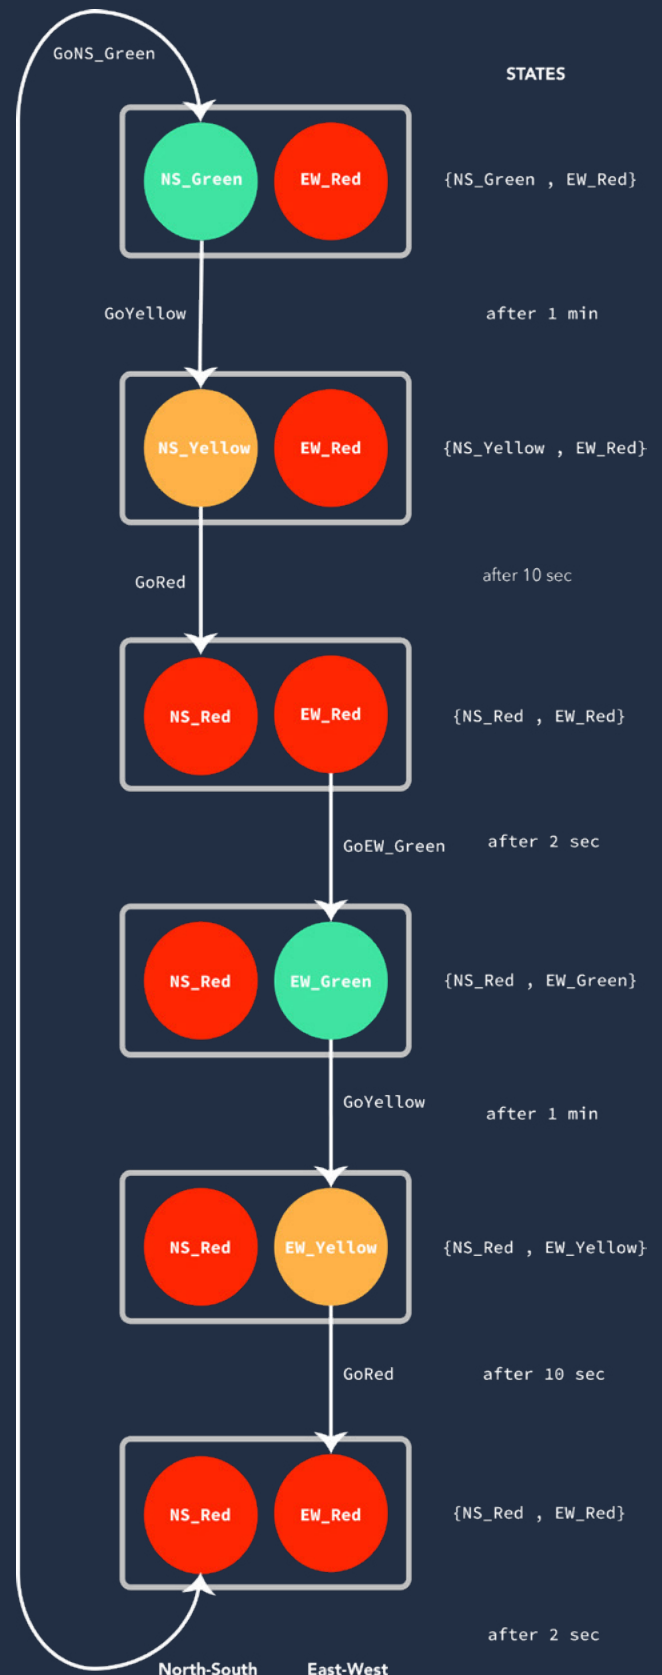 GoNS_Green
STATES
NS_Green EW_Red {NS_Green , EW_Red}
GoYellow after 1 min
NS_Yellow EW_Red {NS_Yellow , EW_Red}
GoRed after 10 sec
NS_Red EW_Red {NS_Red , EW_Red}
GoEW_Green after 2 sec
NS_Red EW_Green {NS_Red , EW_Green}
GoYellow after 1 min
NS_Red EW_Yellow {NS_Red , EW_Yellow}
GoRed after 10 sec
NS_Red EW_Red {NS_Red , EW_Red}
after 2 sec
North-South East-West